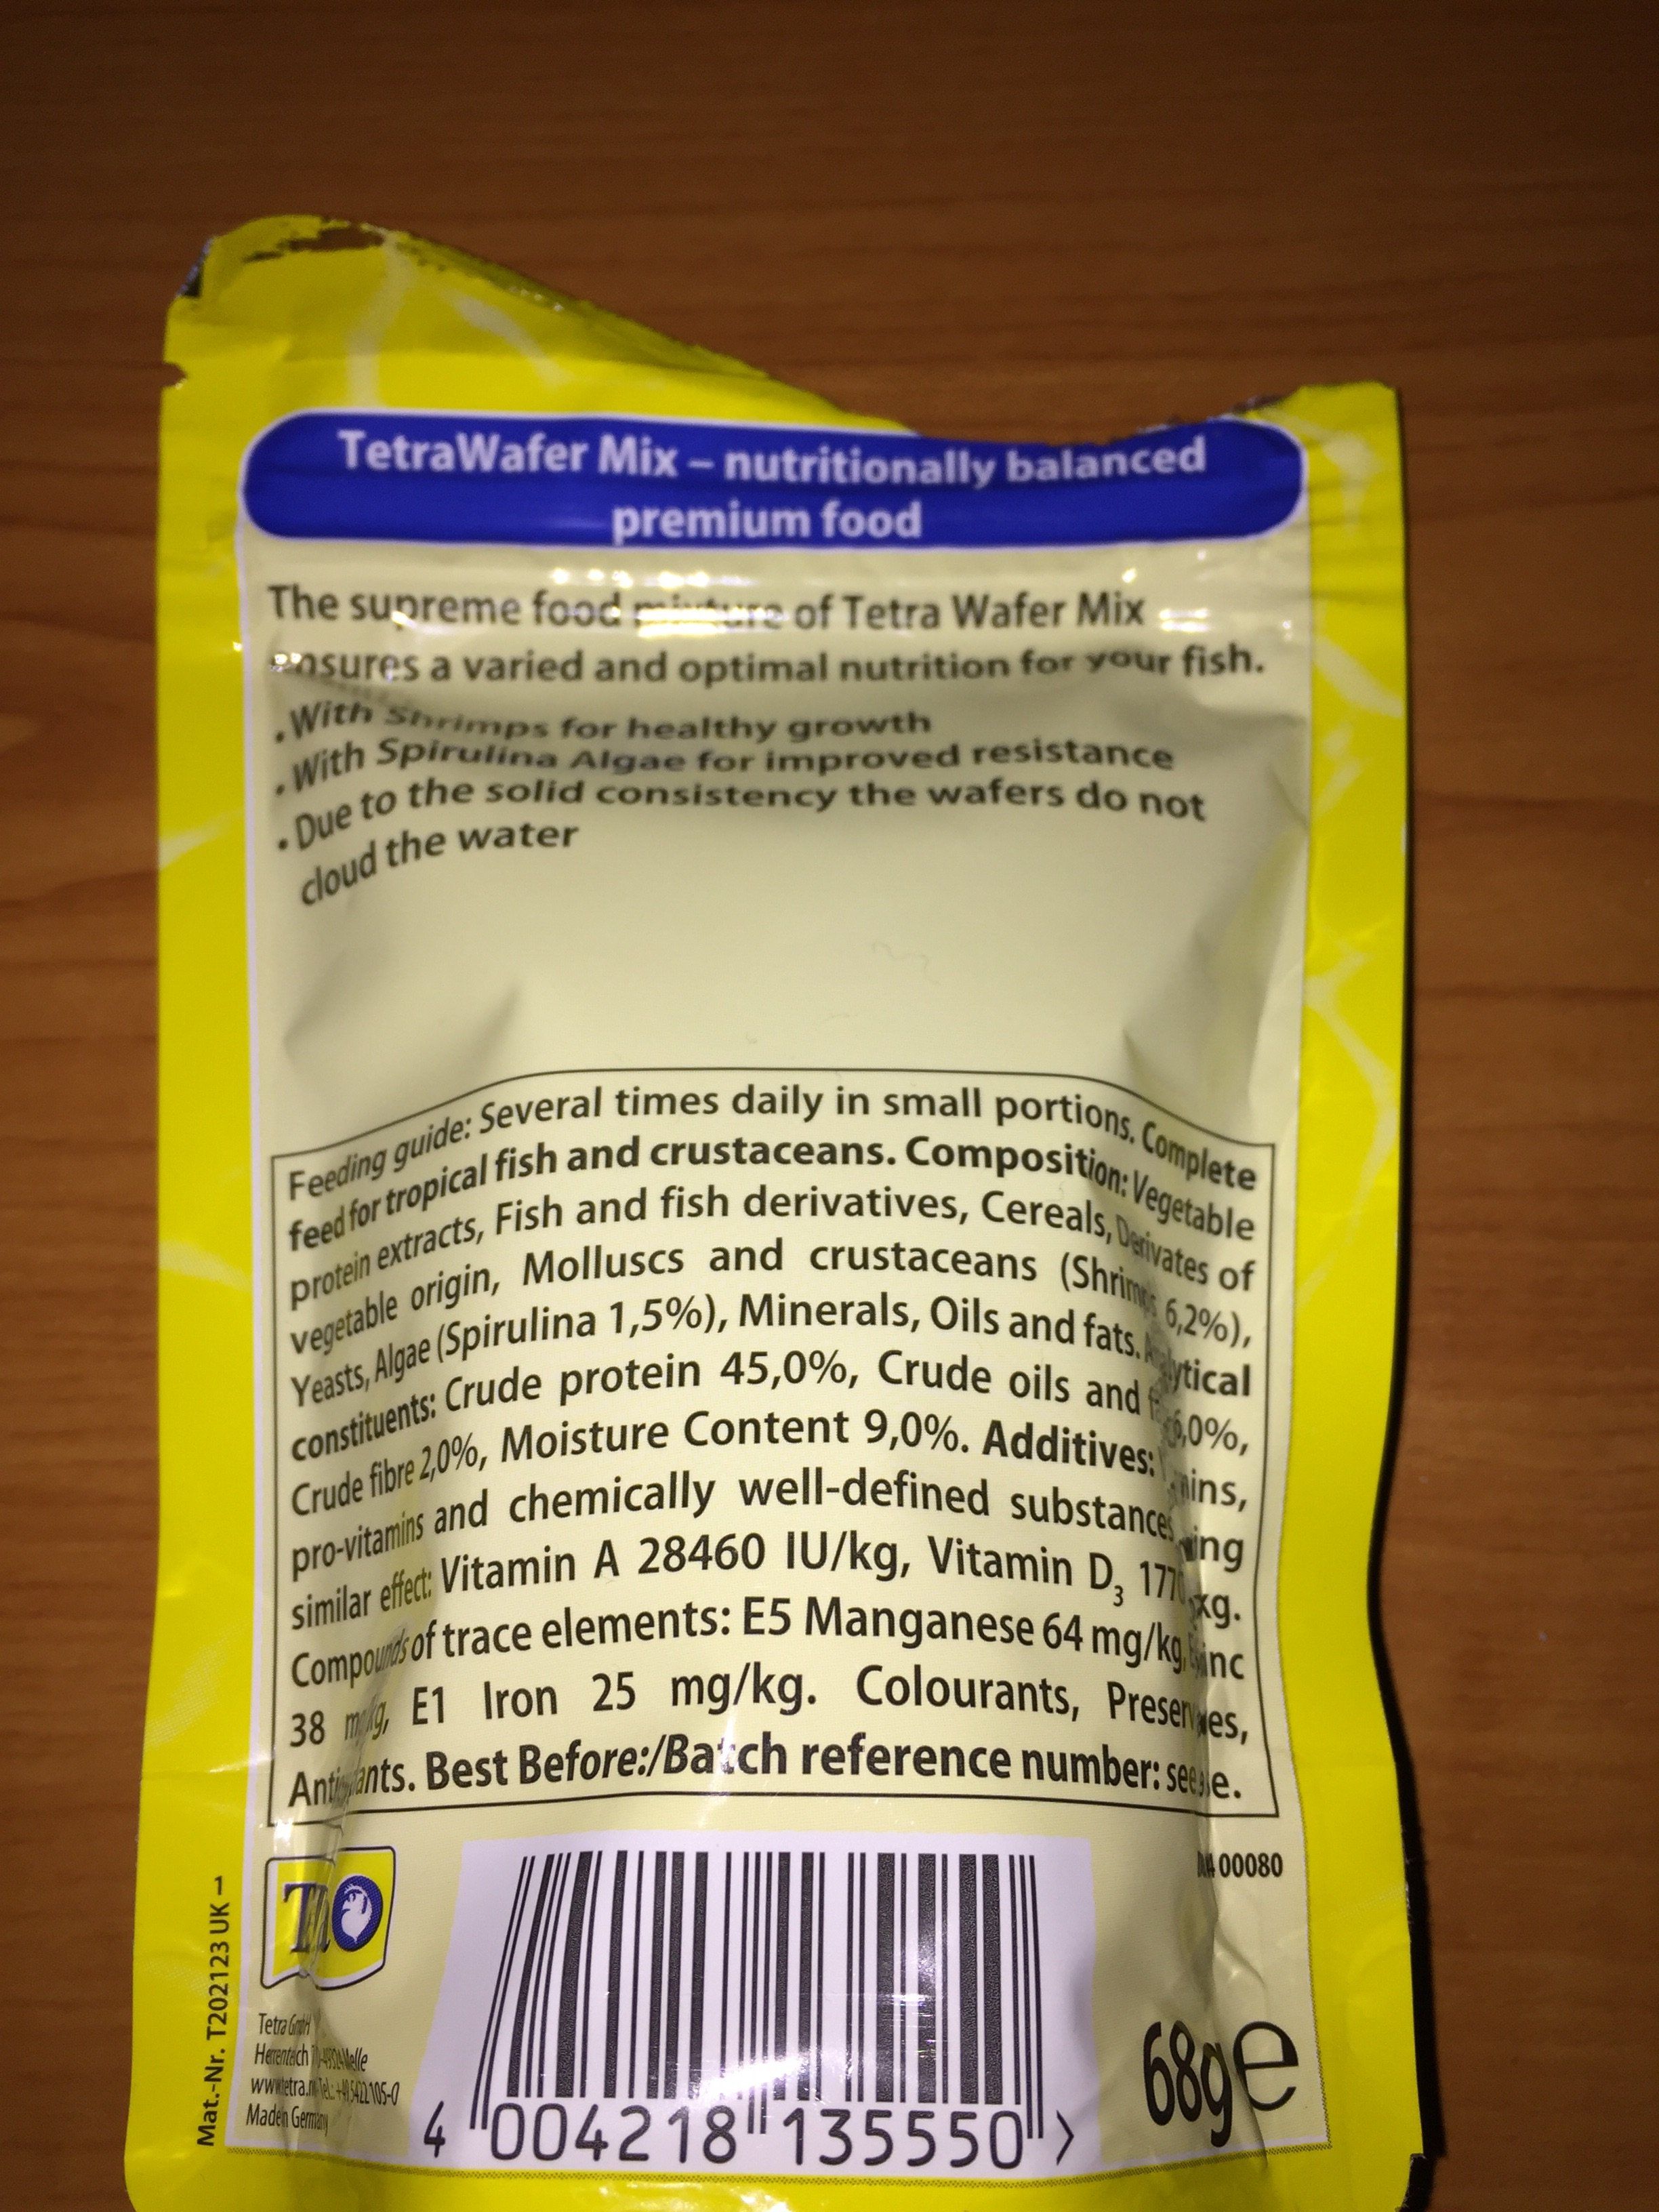 TetraWafer Mix – nutritionally balanced
premium food
The supreme food mixture of Tetra Wafer Mix
ensures a varied and optimal nutrition for your fish.
• With Shrimps for healthy growth
• With Spirulina Algae for improved resistance
• Due to the solid consistency the wafers do not
cloud the water
Feeding guide: Several times daily in small portions. Complete
feed for tropical fish and crustaceans. Composition: Vegetable
protein extracts, Fish and fish derivatives, Cereals, Derivates of
vegetable origin, Molluscs and crustaceans (Shrimps 6,2%),
Yeasts, Algae (Spirulina 1,5%), Minerals, Oils and fats. Analytical
constituents: Crude protein 45,0%, Crude oils and
Crude fibre 2,0%, Moisture Content 9,0%. Additives:
pro-vitamins and chemically well-defined substances
similar effect: Vitamin A 28460 IU/kg, Vitamin D3
Compounds of trace elements: E5 Manganese 64 mg/kg,
38 mg/kg, E1 Iron 25 mg/kg. Colourants,
Best Before:/Batch reference number: see
00080
Mat.-Nr. T202123 UK – 1
Tetra GmbH
Made in Germany
4 004218 135550 >
68g e